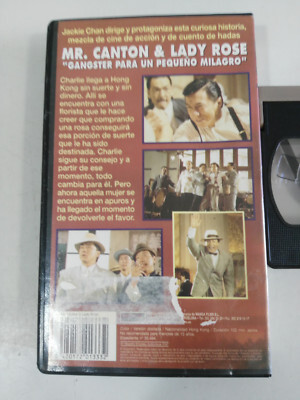 Jackie Chan dirige y protagoniza esta curiosa historia,
mezcla de cine de acción y de cuento de hadas
MR. CANTON & LADY ROSE
"GANGSTER PARA UN PEQUEÑO MILAGRO"
Charlie llega a Hong
Kong sin suerte y sin
dinero. Allí se
encuentra con una
florista que le hace
creer que comprando
una rosa conseguirá
esa porción de suerte
que le ha sido
destinada. Charlie
sigue su consejo y a
partir de ese
momento, todo
cambia para él. Pero
ahora aquella mujer se
encuentra en apuros y
ha llegado el momento
de devolverle el favor.